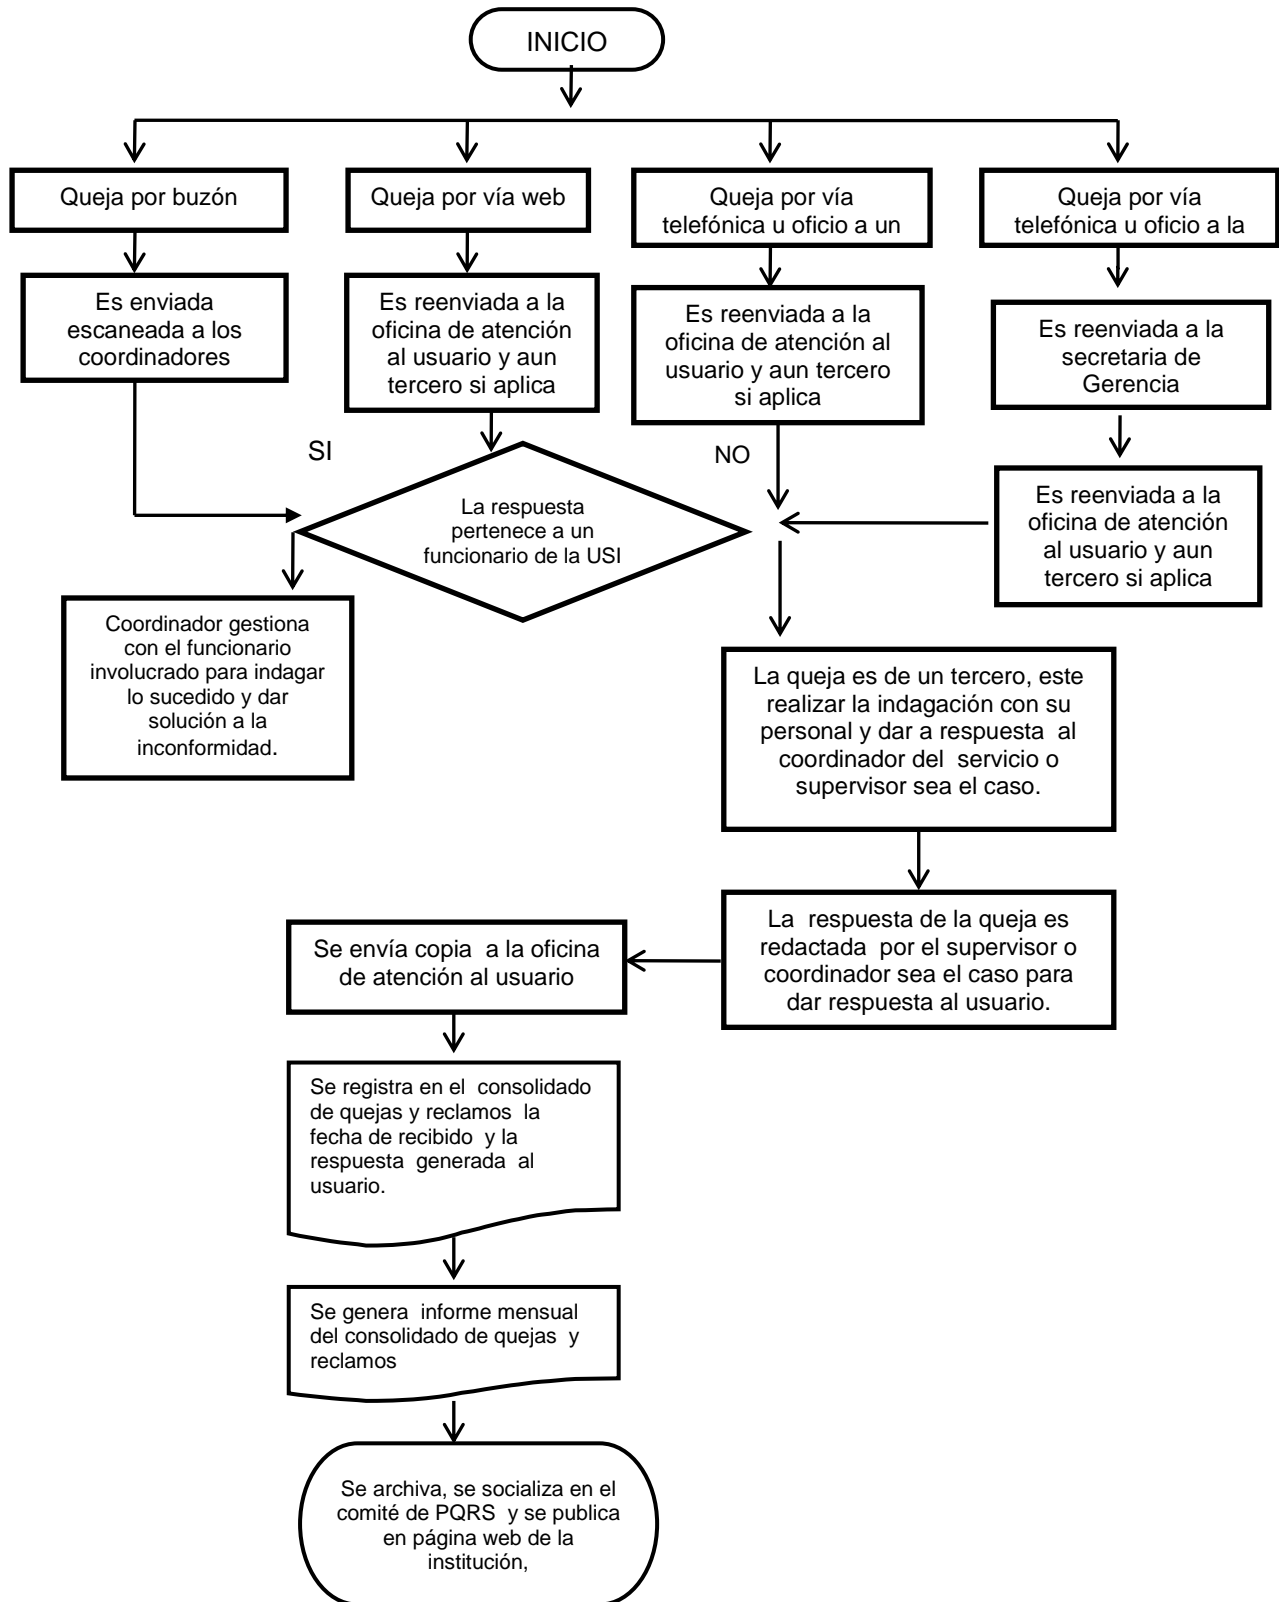 INICIO
Queja por buzón
Queja por vía web
Queja por vía
telefónica u oficio a un
Queja por vía
telefónica u oficio a la
Es enviada
escaneada a los
coordinadores
Es reenviada a la
oficina de atención
al usuario y aun
tercero si aplica
Es reenviada a la
oficina de atención al
usuario y aun tercero
si aplica
Es reenviada a la
secretaria de
Gerencia
SI
NO
La respuesta
pertenece a un
funcionario de la USI
Es reenviada a la
oficina de atención
al usuario y aun
tercero si aplica
Coordinador gestiona
con el funcionario
involucrado para indagar
lo sucedido y dar
solución a la
inconformidad.
La queja es de un tercero, este
realizar la indagación con su
personal y dar a respuesta al
coordinador del servicio o
supervisor sea el caso.
La respuesta de la queja es
redactada por el supervisor o
coordinador sea el caso para
dar respuesta al usuario.
Se envía copia a la oficina
de atención al usuario
Se registra en el consolidado
de quejas y reclamos la
fecha de recibido y la
respuesta generada al
usuario.
Se genera informe mensual
del consolidado de quejas y
reclamos
Se archiva, se socializa en el
comité de PQRS y se publica
en página web de la
institución,